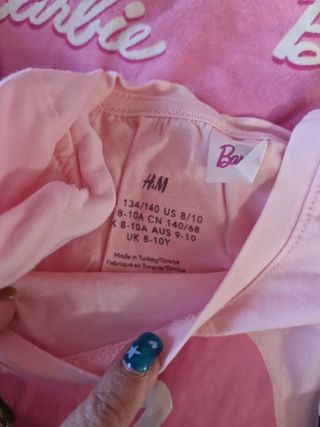 Barbie
H&M
: 134/140 US 8/10
8-10A CN 140/68
8-10A AUS 9-10
UK 8-10Y
Made in Turkey/Türkiye
Fabriqué en Turquie/Türkiye